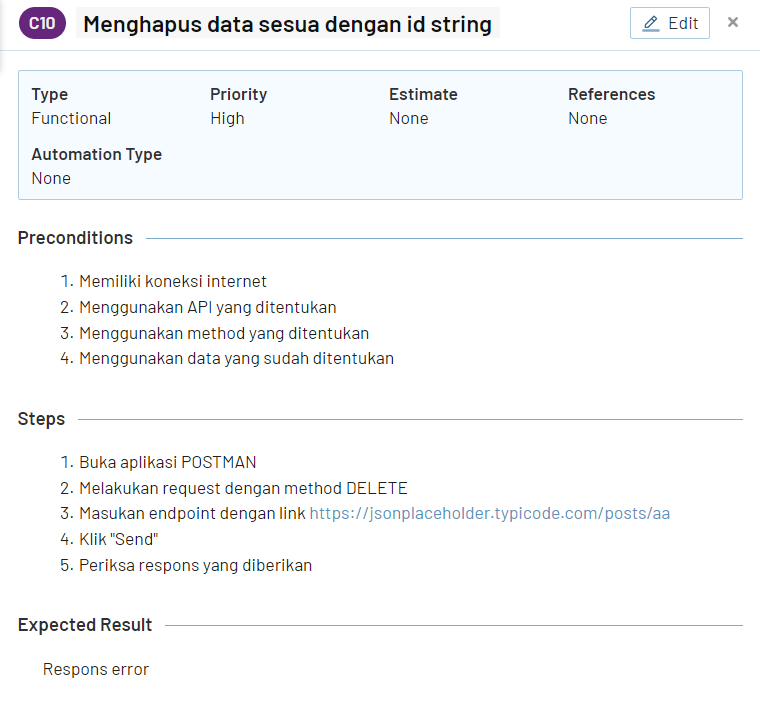 C10 Menghapus data sesua dengan id string Edit ×
Type Priority Estimate References
Functional High None None
Automation Type
None
Preconditions
1. Memiliki koneksi internet
2. Menggunakan API yang ditentukan
3. Menggunakan method yang ditentukan
4. Menggunakan data yang sudah ditentukan
Steps
1. Buka aplikasi POSTMAN
2. Melakukan request dengan method DELETE
3. Masukan endpoint dengan link https://jsonplaceholder.typicode.com/posts/aa
4. Klik "Send"
5. Periksa respons yang diberikan
Expected Result
Respons error